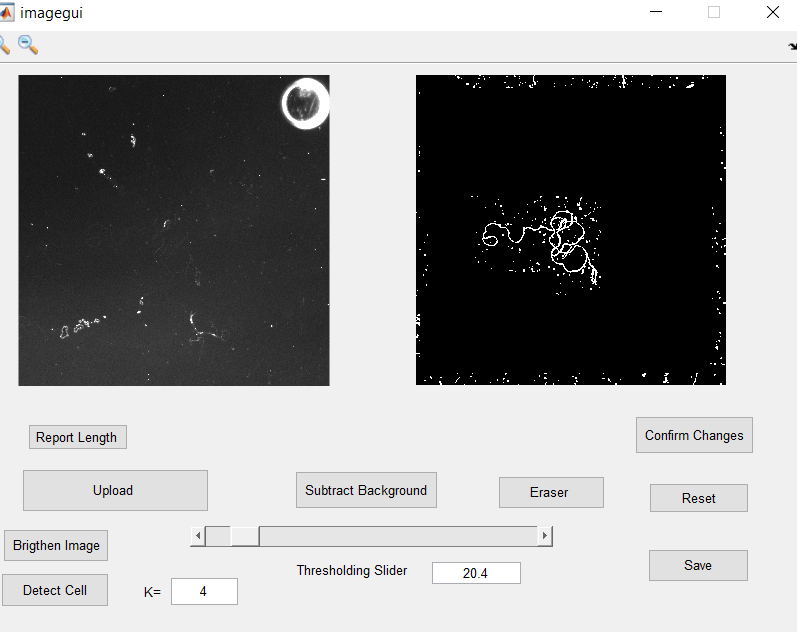 imagegui
Report Length
Confirm Changes
Upload
Subtract Background
Eraser
Reset
Brigthen Image
Thresholding Slider
20.4
Save
Detect Cell
K=
4